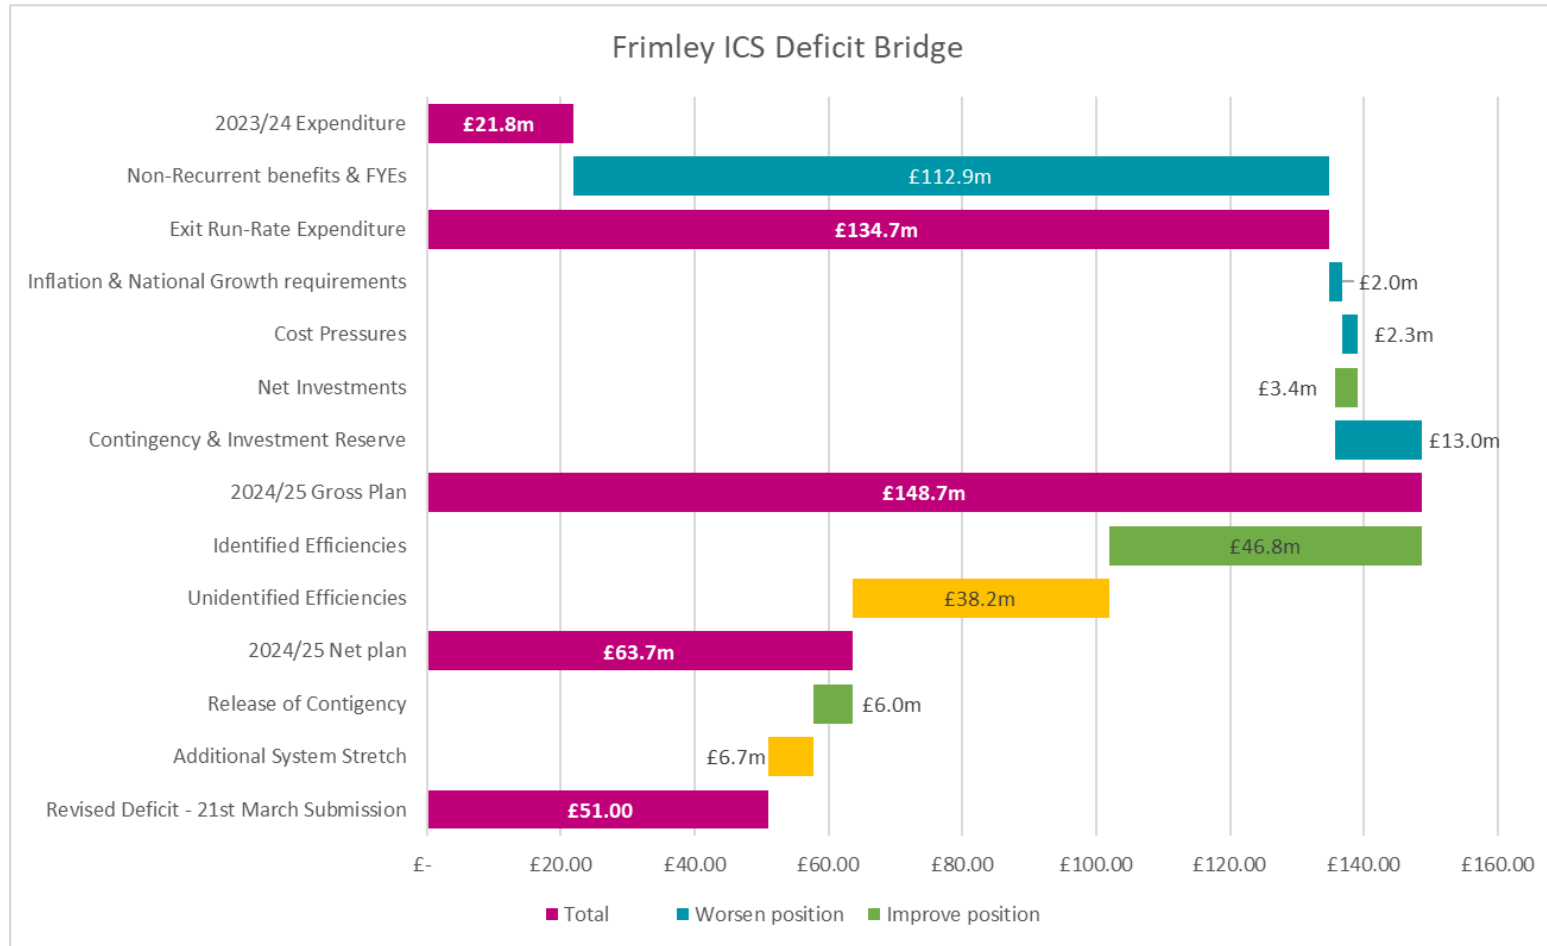 Frimley ICS Deficit Bridge
2023/24 Expenditure
£21.8m
Non-Recurrent benefits & FYEs
£112.9m
Exit Run-Rate Expenditure
£134.7m
Inflation & National Growth requirements
£2.0m
Cost Pressures
£2.3m
Net Investments
£3.4m
Contingency & Investment Reserve
£13.0m
2024/25 Gross Plan
£148.7m
Identified Efficiencies
£46.8m
Unidentified Efficiencies
£38.2m
2024/25 Net plan
£63.7m
Release of Contigency
£6.0m
Additional System Stretch
£6.7m
Revised Deficit - 21st March Submission
£51.00
£- £20.00 £40.00 £60.00 £80.00 £100.00 £120.00 £140.00 £160.00
Total Worsen position Improve position